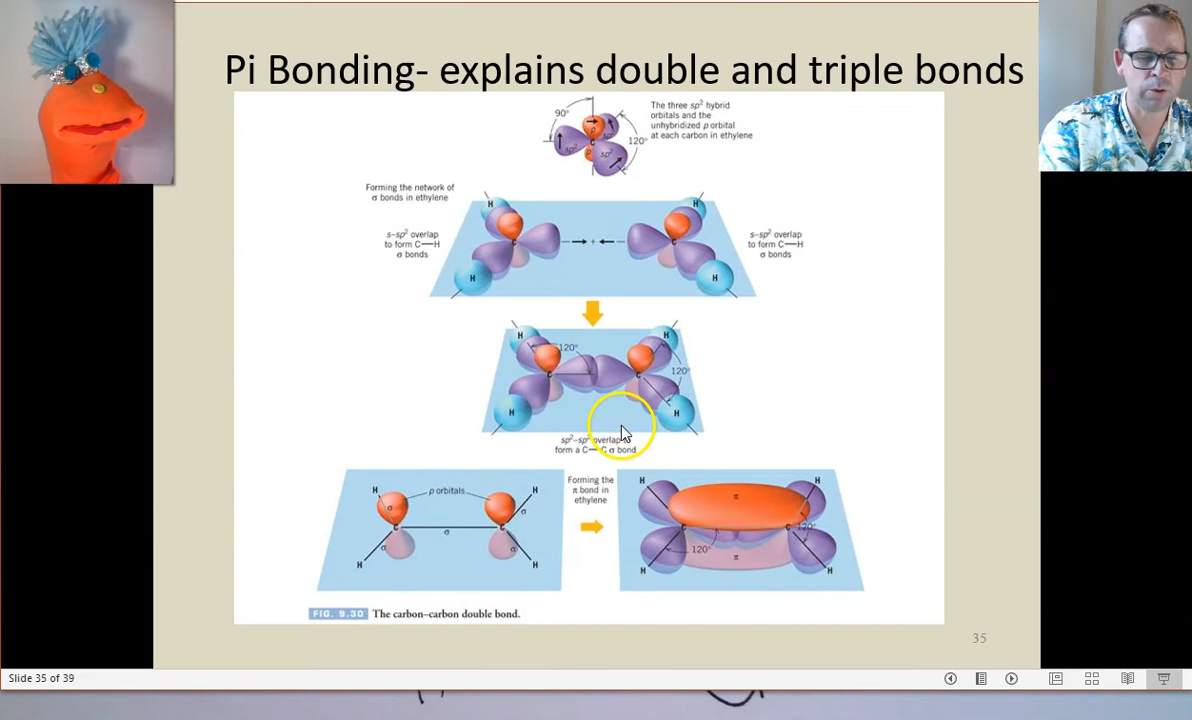 Pi Bonding- explains double and triple bonds
90°
p
sp²
p
sp²
sp²
C
120°
The three sp² hybrid
orbitals and the
unhybridized p orbital
at each carbon in ethylene
Forming the network of
σ bonds in ethylene
s–sp² overlap
to form C—H
σ bonds
H
C
H
H
C
H
s–sp² overlap
to form C—H
σ bonds
H
120°
C
H
H
C
120°
H
sp²–sp² overlap
form a C—C σ bond
H
p orbitals
H
σ
σ
C
C
σ
σ
σ
H
H
Forming the
π bond in
ethylene
H
π
H
C
C
120°
120°
π
H
H
FIG. 9.30 The carbon–carbon double bond.
35
Slide 35 of 39